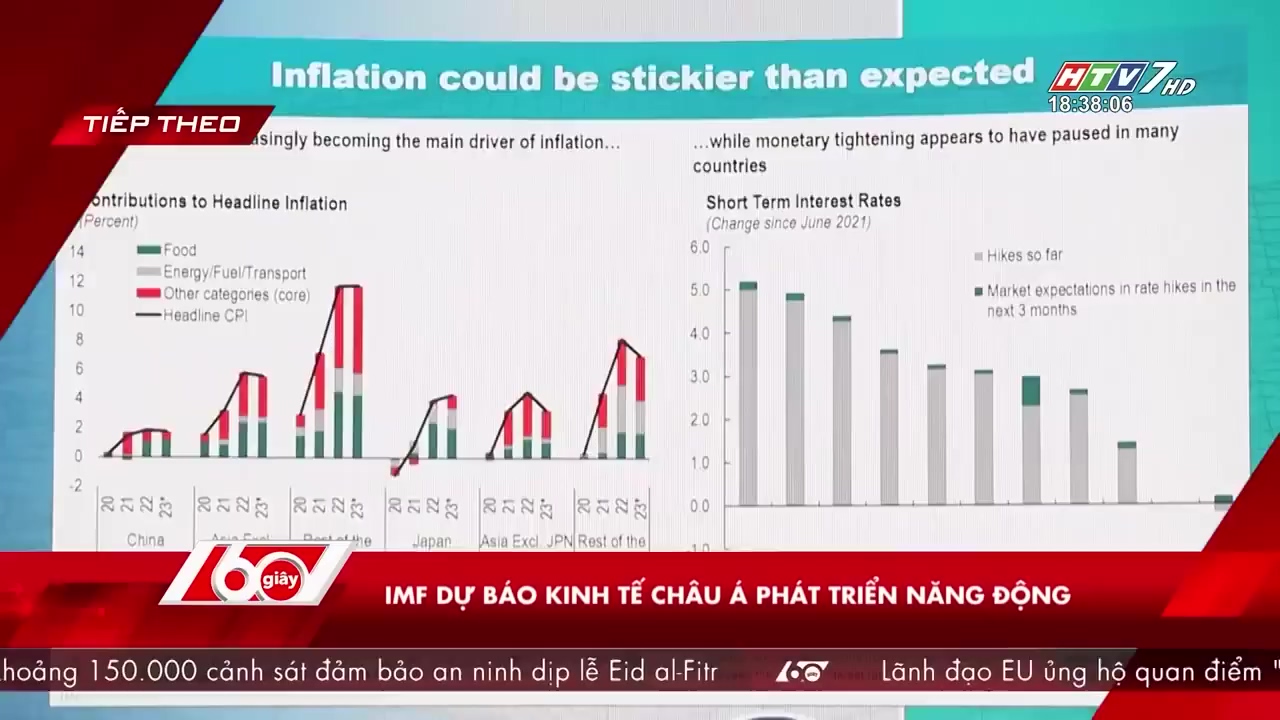 Inflation could be stickier than expected
HTV7 HD
18:38:06
TIẾP THEO
becoming the main driver of inflation...
...while monetary tightening appears to have paused in many
countries
to Headline Inflation
(Percent)
Short Term Interest Rates
(Change since June 2021)
14
12
10
8
6
4
2
0
-2
Food
Energy/Fuel/Transport
Other categories (core)
Headline CPI
6.0
5.0
4.0
3.0
2.0
1.0
0.0
Hikes so far
Market expectations in rate hikes in the
next 3 months
20 21 22 23* 20 21 22 23* 20 21 22 23* 20 21 22 23* 20 21 22 23* 20 21 22 23*
China Asia Excl. Rest of the Japan Asia Excl. JPN Rest of the
60 giây
IMF DỰ BÁO KINH TẾ CHÂU Á PHÁT TRIỂN NĂNG ĐỘNG
150.000 cảnh sát đảm bảo an ninh dịp lễ Eid al-Fitr 60 giây Lãnh đạo EU ủng hộ quan điểm "